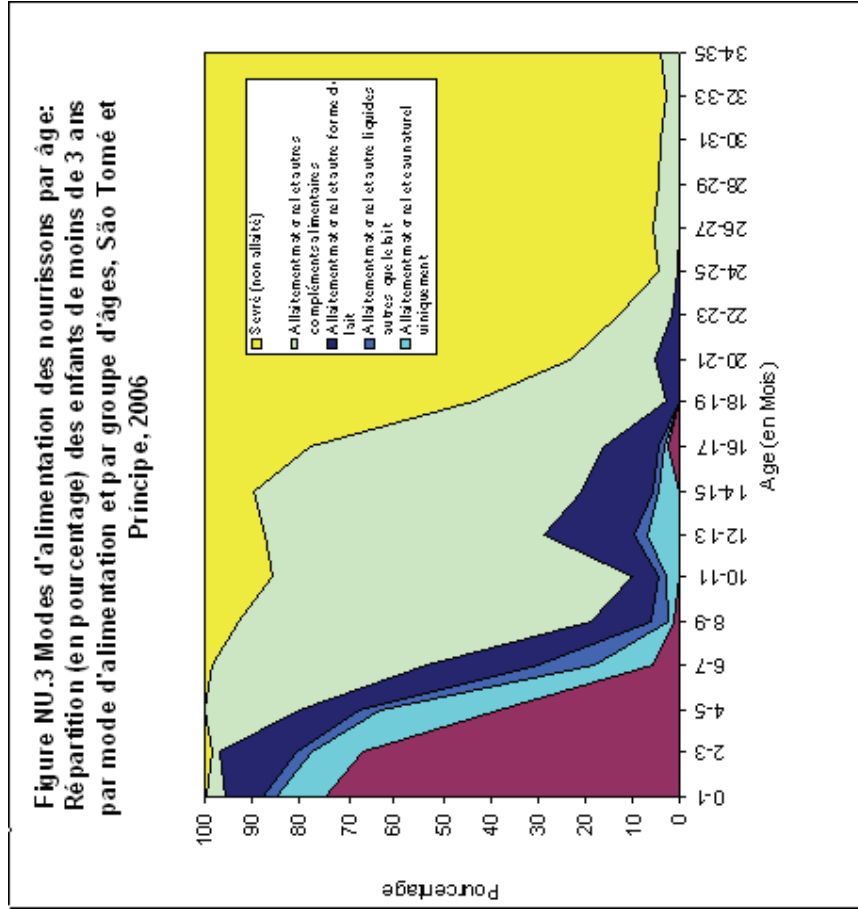 Figure NU.3 Modes d'alimentation des nourrissons par âge:
Répartition (en pourcentage) des enfants de moins de 3 ans
par mode d'alimentation et par groupe d'âges, São Tomé et
Príncipe, 2006
Pourcentage
100
90
80
70
60
50
40
30
20
10
0
Sevré (non allaité)
Allaitement maternel et autres
compléments alimentaires
Allaitement maternel et autre forme d
lait
Allaitement maternel et autre liquides
autres que le lait
Allaitement maternel et eau naturel
uiniquement
0-1
2-3
4-5
6-7
8-9
10-11
12-13
14-15
16-17
18-19
20-21
22-23
24-25
26-27
28-29
30-31
32-33
34-35
Age (en Mois)